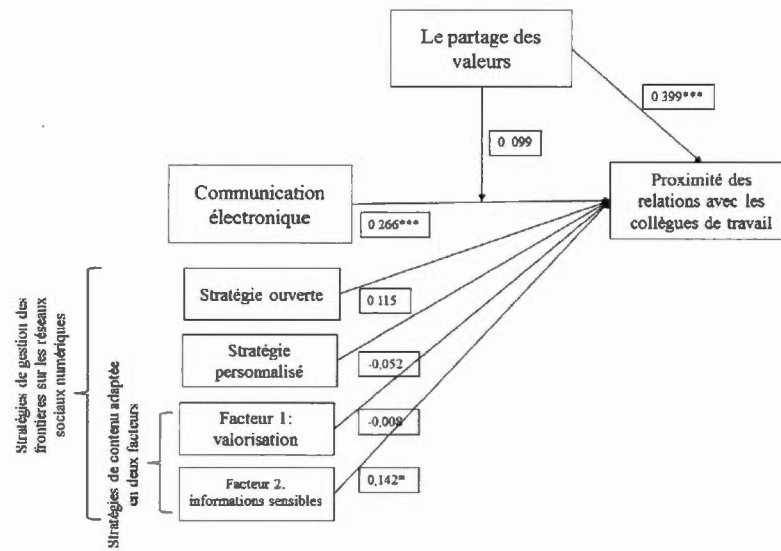 Le partage des
valeurs
0 399***
0 099
Communication
électronique
0 266***
Proximité des
relations avec les
collègues de travail
Stratégie ouverte
0 115
Stratégie
personnalisé
-0,052
Facteur 1:
valorisation
-0,008
Facteur 2.
informations sensibles
0,142*
Stratégies de gestion des
frontières sur les réseaux
sociaux numériques
Stratégies de contenu adaptée
en deux facteurs